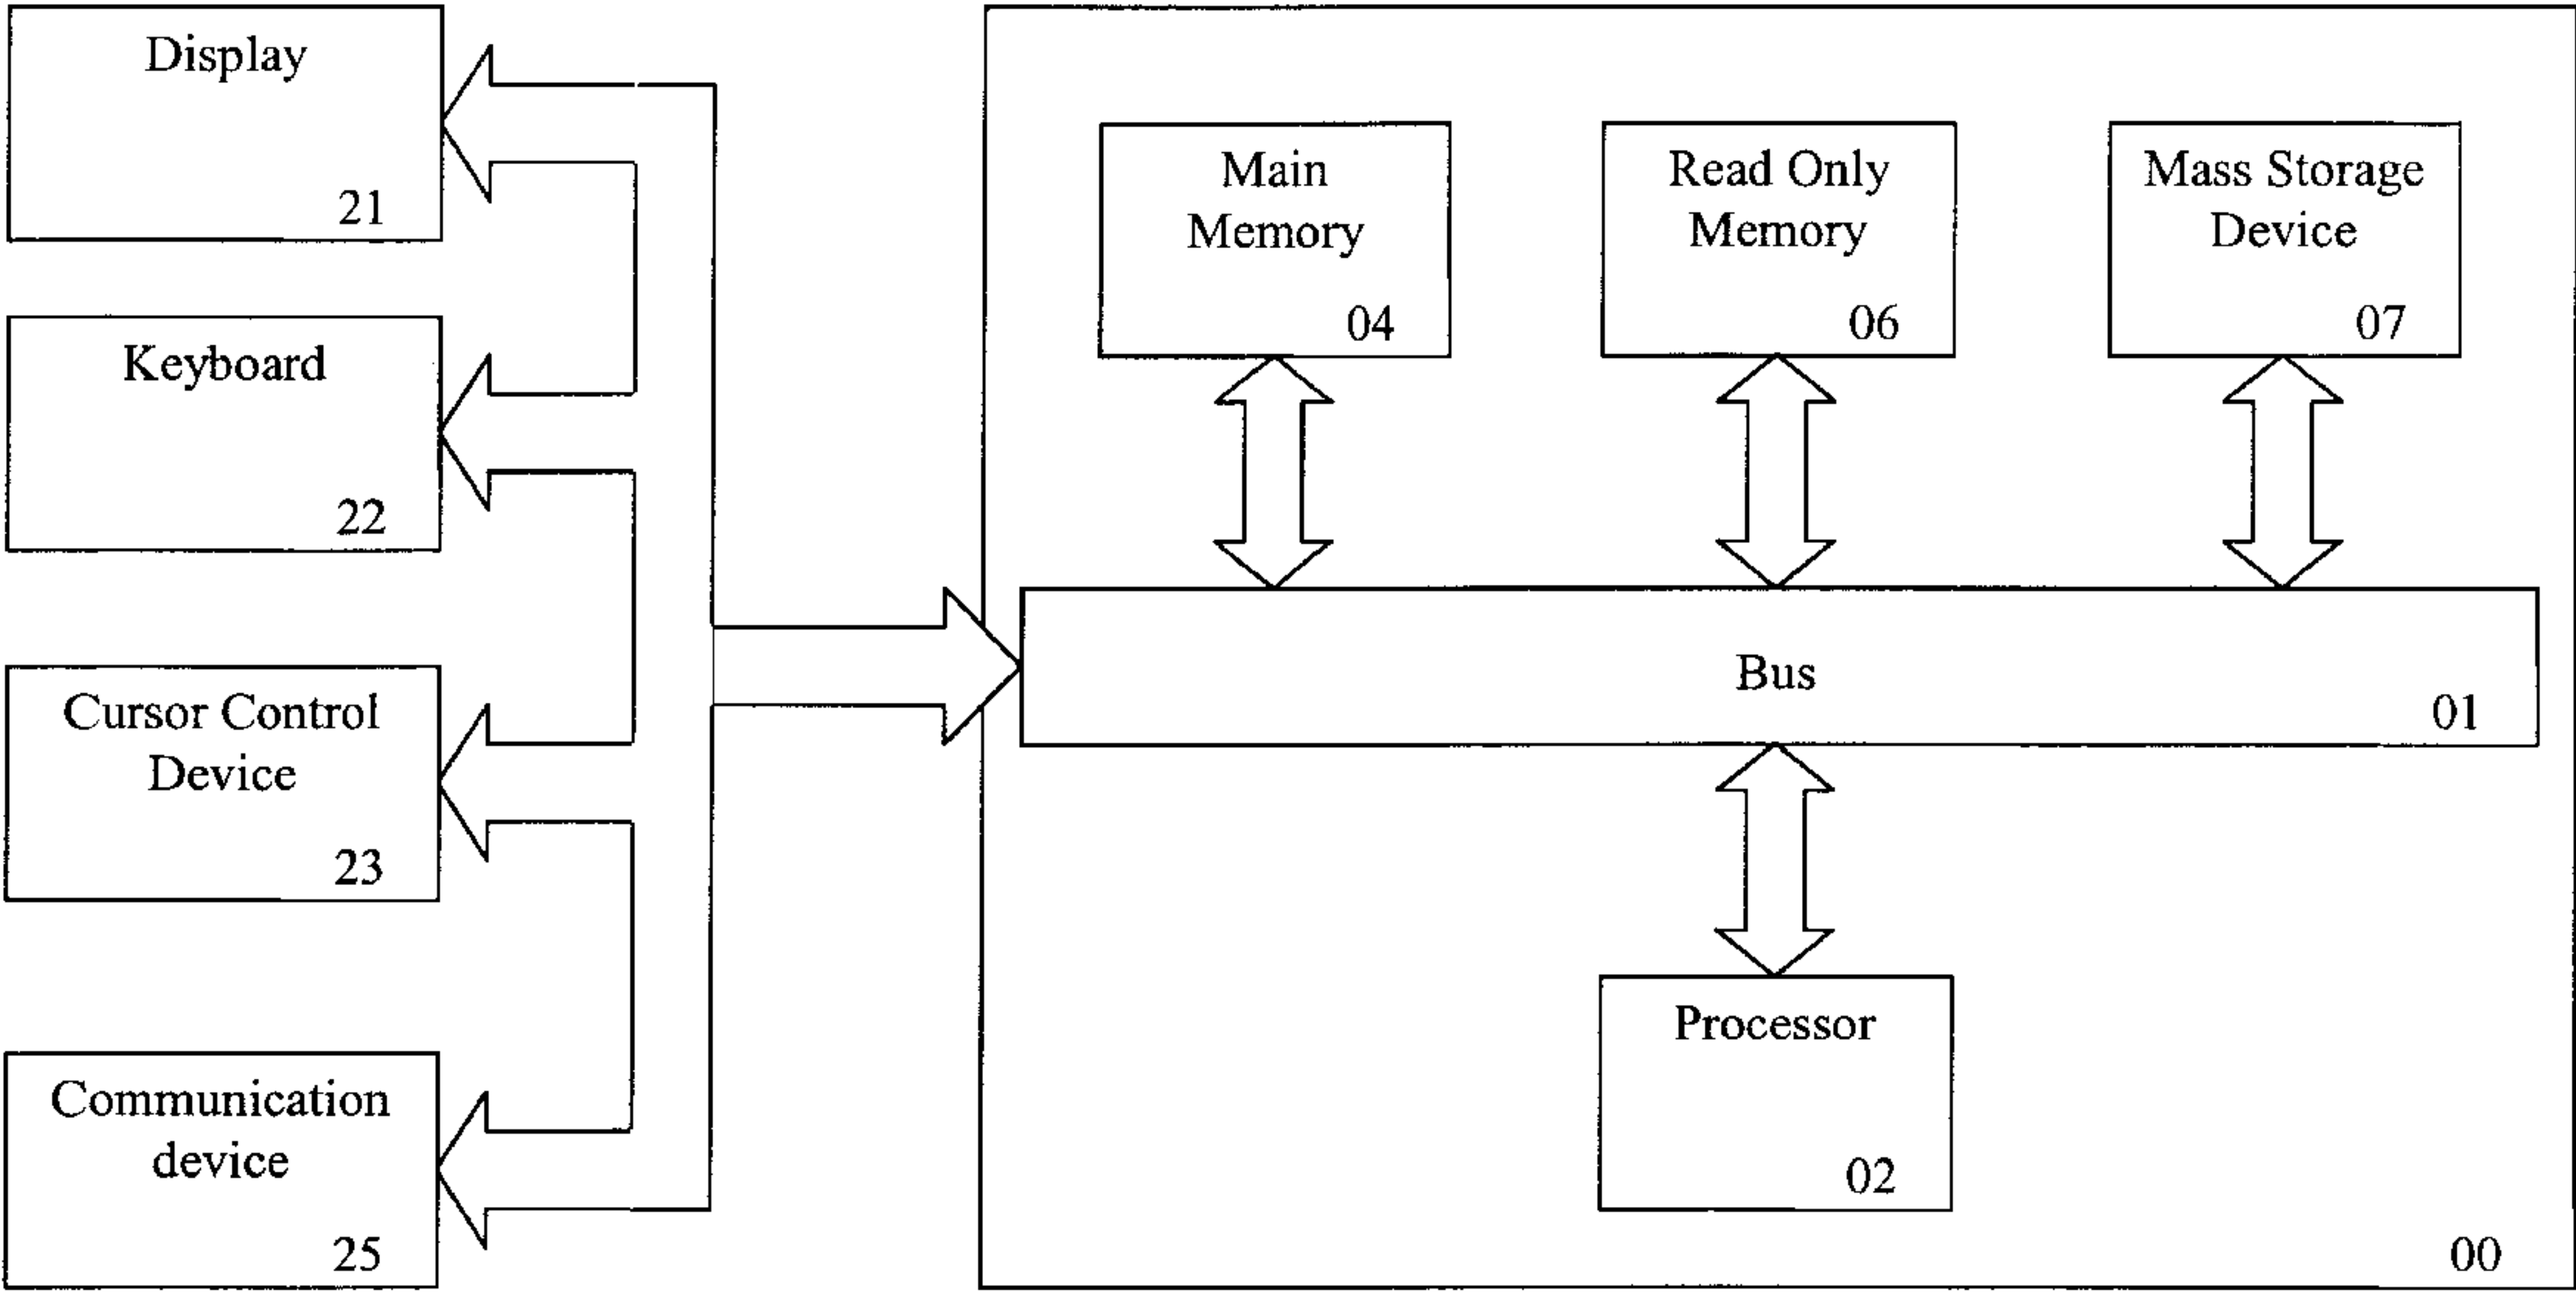 Display
21
Keyboard
22
Cursor Control
Device
23
Communication
device
25
Main
Memory
04
Read Only
Memory
06
Mass Storage
Device
07
Bus
01
Processor
02
00